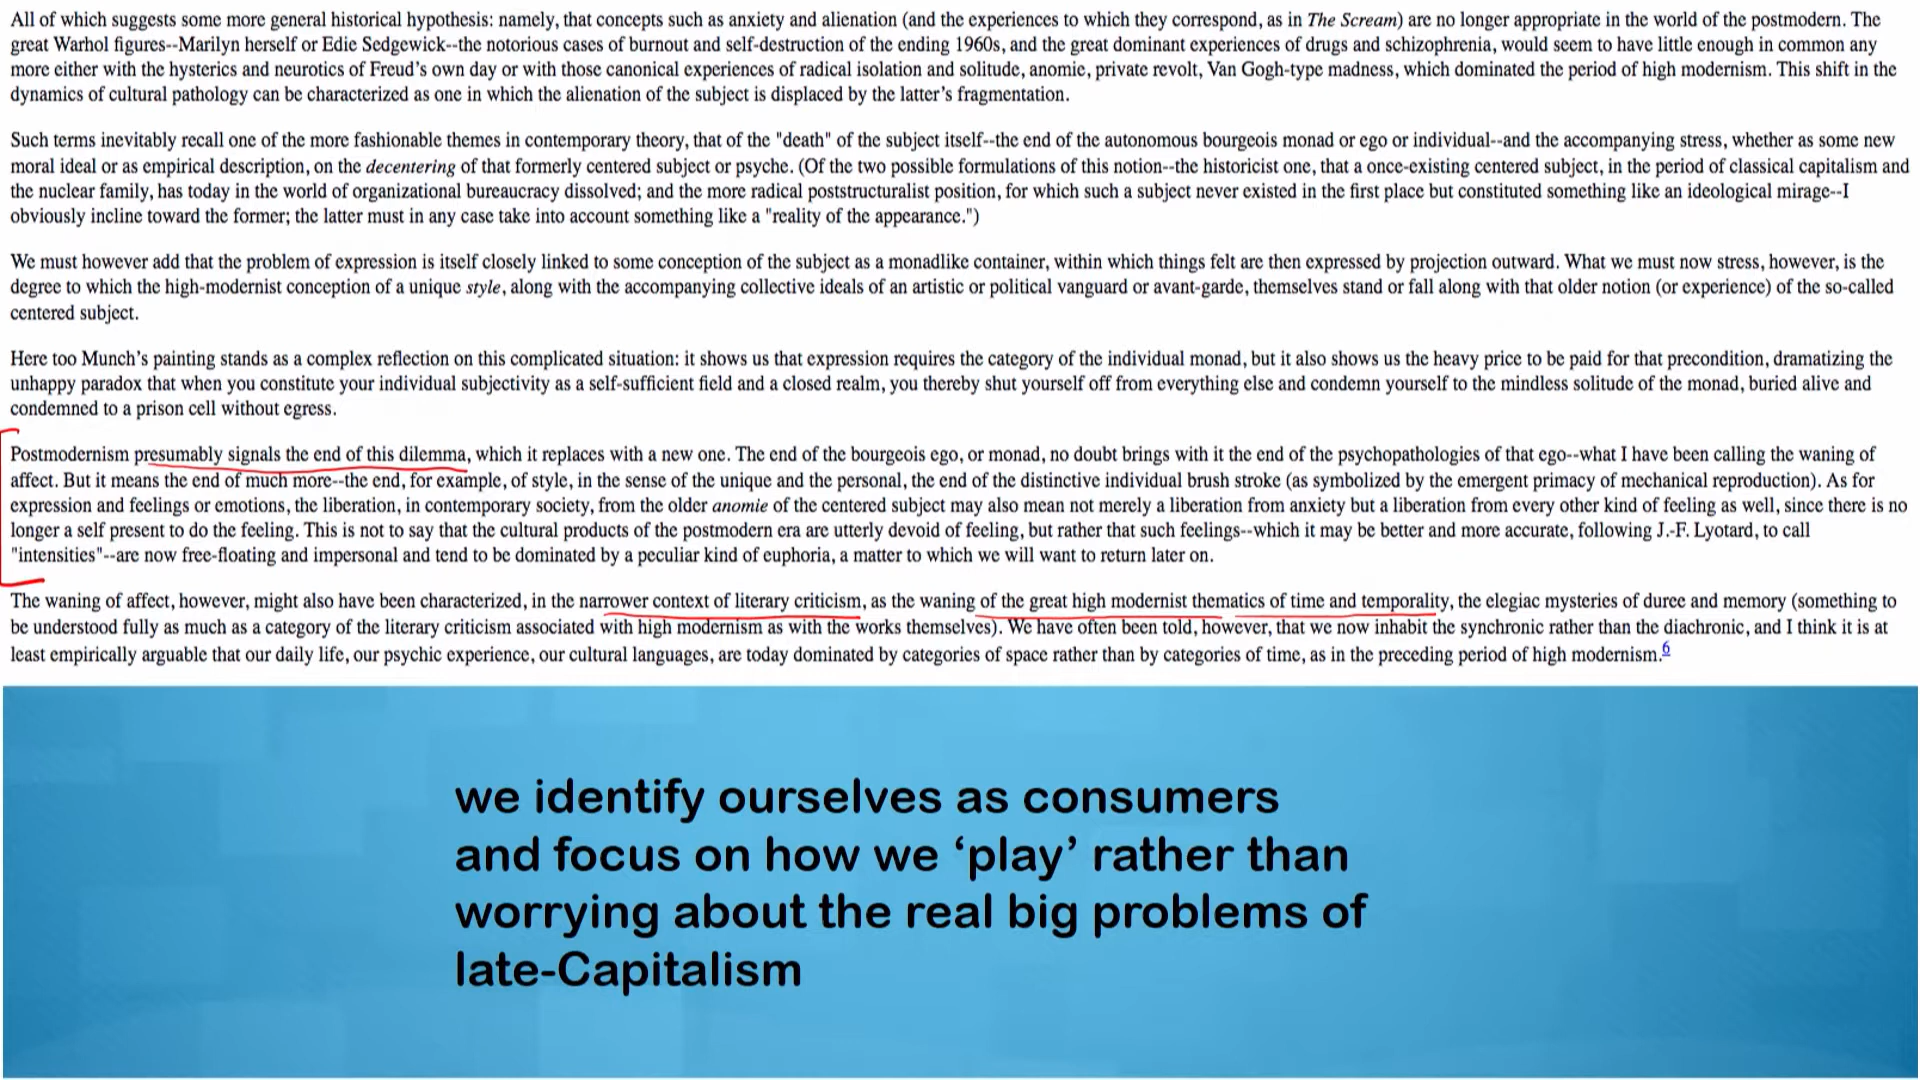 All of which suggests some more general historical hypothesis: namely, that concepts such as anxiety and alienation (and the experiences to which they correspond, as in The Scream) are no longer appropriate in the world of the postmodern. The
great Warhol figures--Marilyn herself or Edie Sedgewick--the notorious cases of burnout and self-destruction of the ending 1960s, and the great dominant experiences of drugs and schizophrenia, would seem to have little enough in common any
more either with the hysterics and neurotics of Freud's own day or with those canonical experiences of radical isolation and solitude, anomie, private revolt, Van Gogh-type madness, which dominated the period of high modernism. This shift in the
dynamics of cultural pathology can be characterized as one in which the alienation of the subject is displaced by the latter's fragmentation.
Such terms inevitably recall one of the more fashionable themes in contemporary theory, that of the "death" of the subject itself--the end of the autonomous bourgeois monad or ego or individual--and the accompanying stress, whether as some new
moral ideal or as empirical description, on the decentering of that formerly centered subject or psyche. (Of the two possible formulations of this notion--the historicist one, that a once-existing centered subject, in the period of classical capitalism and
the nuclear family, has today in the world of organizational bureaucracy dissolved; and the more radical poststructuralist position, for which such a subject never existed in the first place but constituted something like an ideological mirage--I
obviously incline toward the former; the latter must in any case take into account something like a "reality of the appearance.")
We must however add that the problem of expression is itself closely linked to some conception of the subject as a monadlike container, within which things felt are then expressed by projection outward. What we must now stress, however, is the
degree to which the high-modernist conception of a unique style, along with the accompanying collective ideals of an artistic or political vanguard or avant-garde, themselves stand or fall along with that older notion (or experience) of the so-called
centered subject.
Here too Munch's painting stands as a complex reflection on this complicated situation: it shows us that expression requires the category of the individual monad, but it also shows us the heavy price to be paid for that precondition, dramatizing the
unhappy paradox that when you constitute your individual subjectivity as a self-sufficient field and a closed realm, you thereby shut yourself off from everything else and condemn yourself to the mindless solitude of the monad, buried alive and
condemned to a prison cell without egress.
Postmodernism presumably signals the end of this dilemma, which it replaces with a new one. The end of the bourgeois ego, or monad, no doubt brings with it the end of the psychopathologies of that ego--what I have been calling the waning of
affect. But it means the end of much more--the end, for example, of style, in the sense of the unique and the personal, the end of the distinctive individual brush stroke (as symbolized by the emergent primacy of mechanical reproduction). As for
expression and feelings or emotions, the liberation, in contemporary society, from the older anomie of the centered subject may also mean not merely a liberation from anxiety but a liberation from every other kind of feeling as well, since there is no
longer a self present to do the feeling. This is not to say that the cultural products of the postmodern era are utterly devoid of feeling, but rather that such feelings--which it may be better and more accurate, following J.-F. Lyotard, to call
"intensities"--are now free-floating and impersonal and tend to be dominated by a peculiar kind of euphoria, a matter to which we will want to return later on.
The waning of affect, however, might also have been characterized, in the narrower context of literary criticism, as the waning of the great high modernist thematics of time and temporality, the elegiac mysteries of duree and memory (something to
be understood fully as much as a category of the literary criticism associated with high modernism as with the works themselves). We have often been told, however, that we now inhabit the synchronic rather than the diachronic, and I think it is at
least empirically arguable that our daily life, our psychic experience, our cultural languages, are today dominated by categories of space rather than by categories of time, as in the preceding period of high modernism.6
we identify ourselves as consumers
and focus on how we ‘play’ rather than
worrying about the real big problems of
late-Capitalism